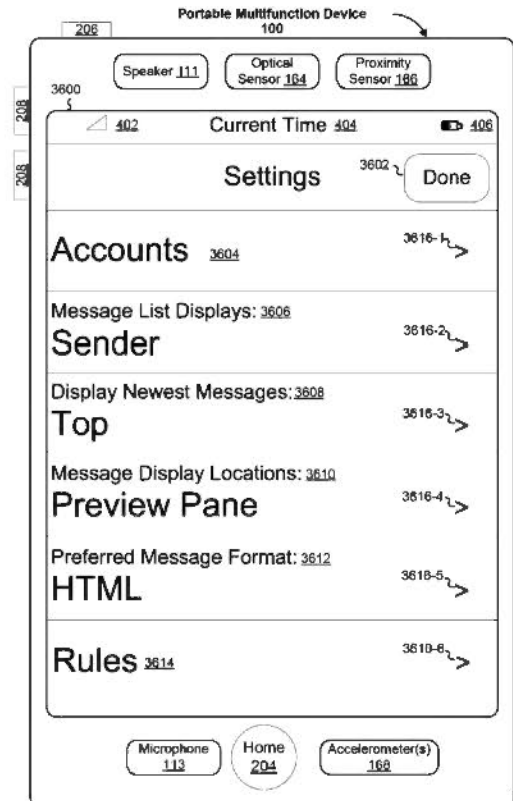 Portable Multifunction Device
100
206
Speaker 111
Optical
Sensor 164
Proximity
Sensor 166
3600
208
208
402
Current Time 404
406
Settings
3602
Done
Accounts 3604
3616-1
>
Message List Displays: 3606
Sender
3616-2
>
Display Newest Messages: 3608
Top
3616-3
>
Message Display Locations: 3610
Preview Pane
3616-4
>
Preferred Message Format: 3612
HTML
3616-5
>
Rules 3614
3616-6
>
Microphone
113
Home
204
Accelerometer(s)
168